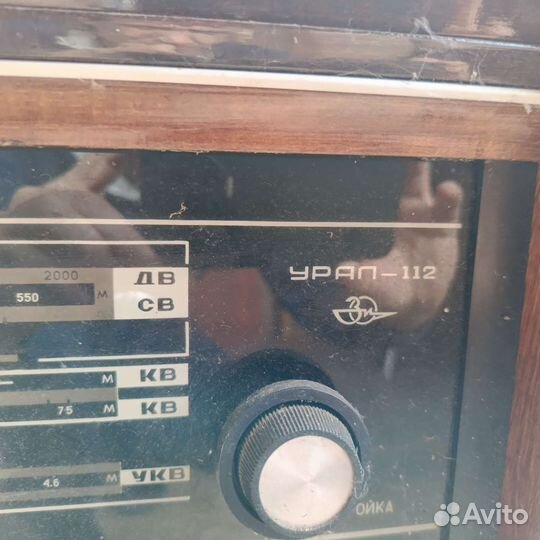 УРАЛ-112
2000 ДВ
550 М СВ
М КВ
75 М КВ
4.6 УКВ
ОЙКА
Avito